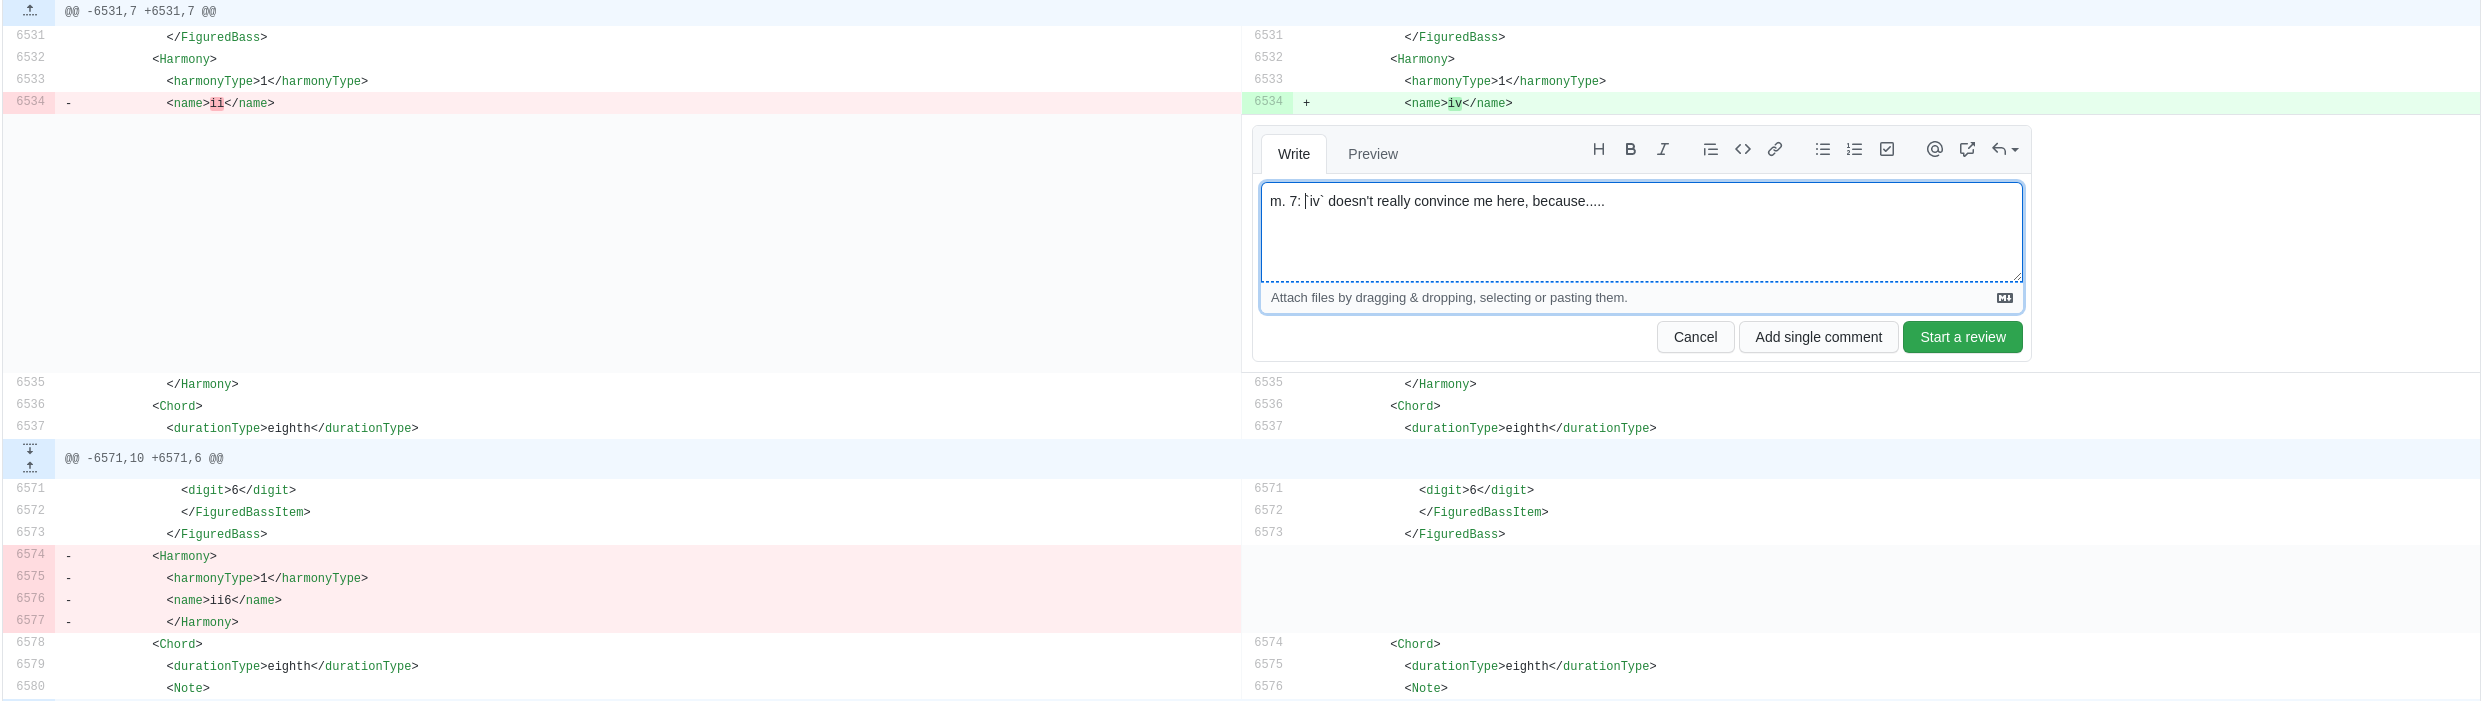 @@ -6531,7 +6531,7 @@
6531 </FiguredBass> 6531 </FiguredBass>
6532 <Harmony> 6532 <Harmony>
6533 <harmonyType>1</harmonyType> 6533 <harmonyType>1</harmonyType>
6534 - <name>ii</name> 6534 + <name>iv</name>
Write Preview
m. 7: `iv` doesn't really convince me here, because.....
Attach files by dragging & dropping, selecting or pasting them.
Cancel Add single comment Start a review
6535 </Harmony> 6535 </Harmony>
6536 <Chord> 6536 <Chord>
6537 <durationType>eighth</durationType> 6537 <durationType>eighth</durationType>
@@ -6571,10 +6571,6 @@
6571 <digit>6</digit> 6571 <digit>6</digit>
6572 </FiguredBassItem> 6572 </FiguredBassItem>
6573 </FiguredBass> 6573 </FiguredBass>
6574 - <Harmony>
6575 - <harmonyType>1</harmonyType>
6576 - <name>ii6</name>
6577 - </Harmony>
6578 <Chord> 6574 <Chord>
6579 <durationType>eighth</durationType> 6575 <durationType>eighth</durationType>
6580 <Note> 6576 <Note>